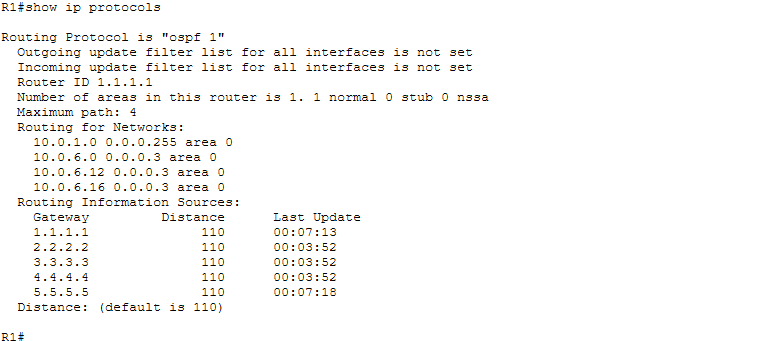 R1#show ip protocols
Routing Protocol is "ospf 1"
Outgoing update filter list for all interfaces is not set
Incoming update filter list for all interfaces is not set
Router ID 1.1.1.1
Number of areas in this router is 1. 1 normal 0 stub 0 nssa
Maximum path: 4
Routing for Networks:
10.0.1.0 0.0.0.255 area 0
10.0.6.0 0.0.0.3 area 0
10.0.6.12 0.0.0.3 area 0
10.0.6.16 0.0.0.3 area 0
Routing Information Sources:
Gateway Distance Last Update
1.1.1.1 110 00:07:13
2.2.2.2 110 00:03:52
3.3.3.3 110 00:03:52
4.4.4.4 110 00:03:52
5.5.5.5 110 00:07:18
Distance: (default is 110)
R1#